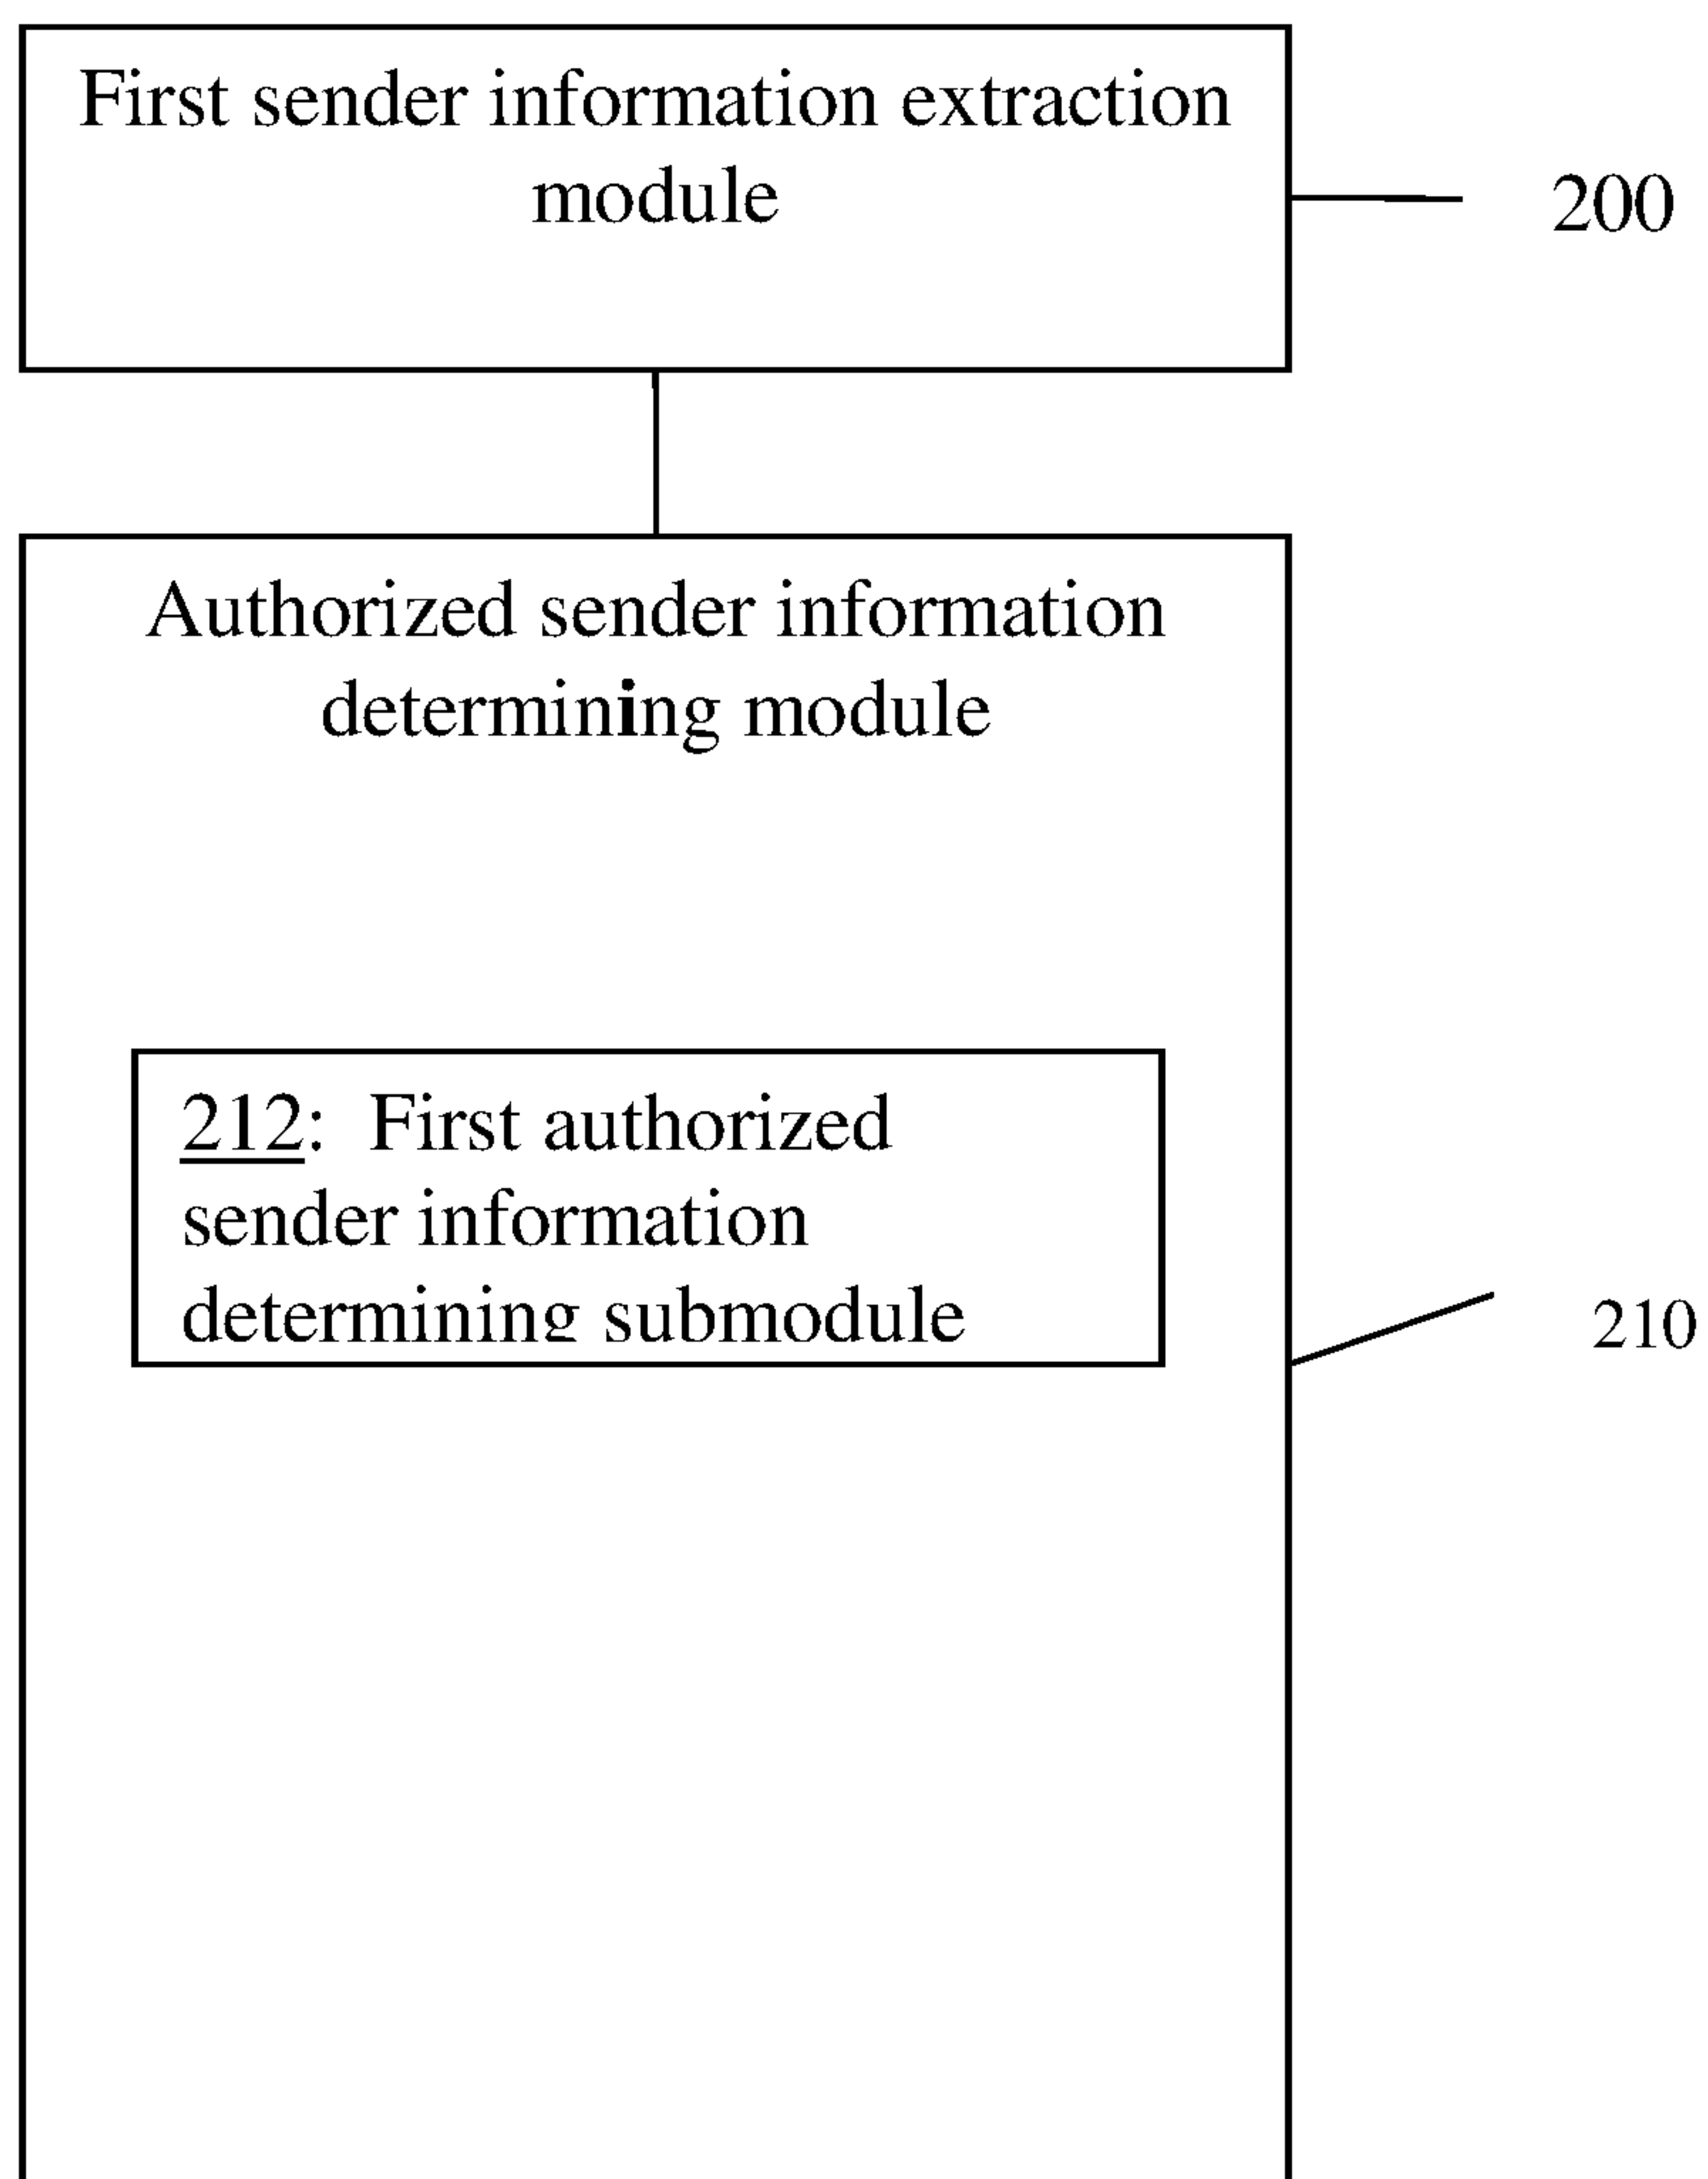 First sender information extraction
module
200
Authorized sender information
determining module
212: First authorized
sender information
determining submodule
210